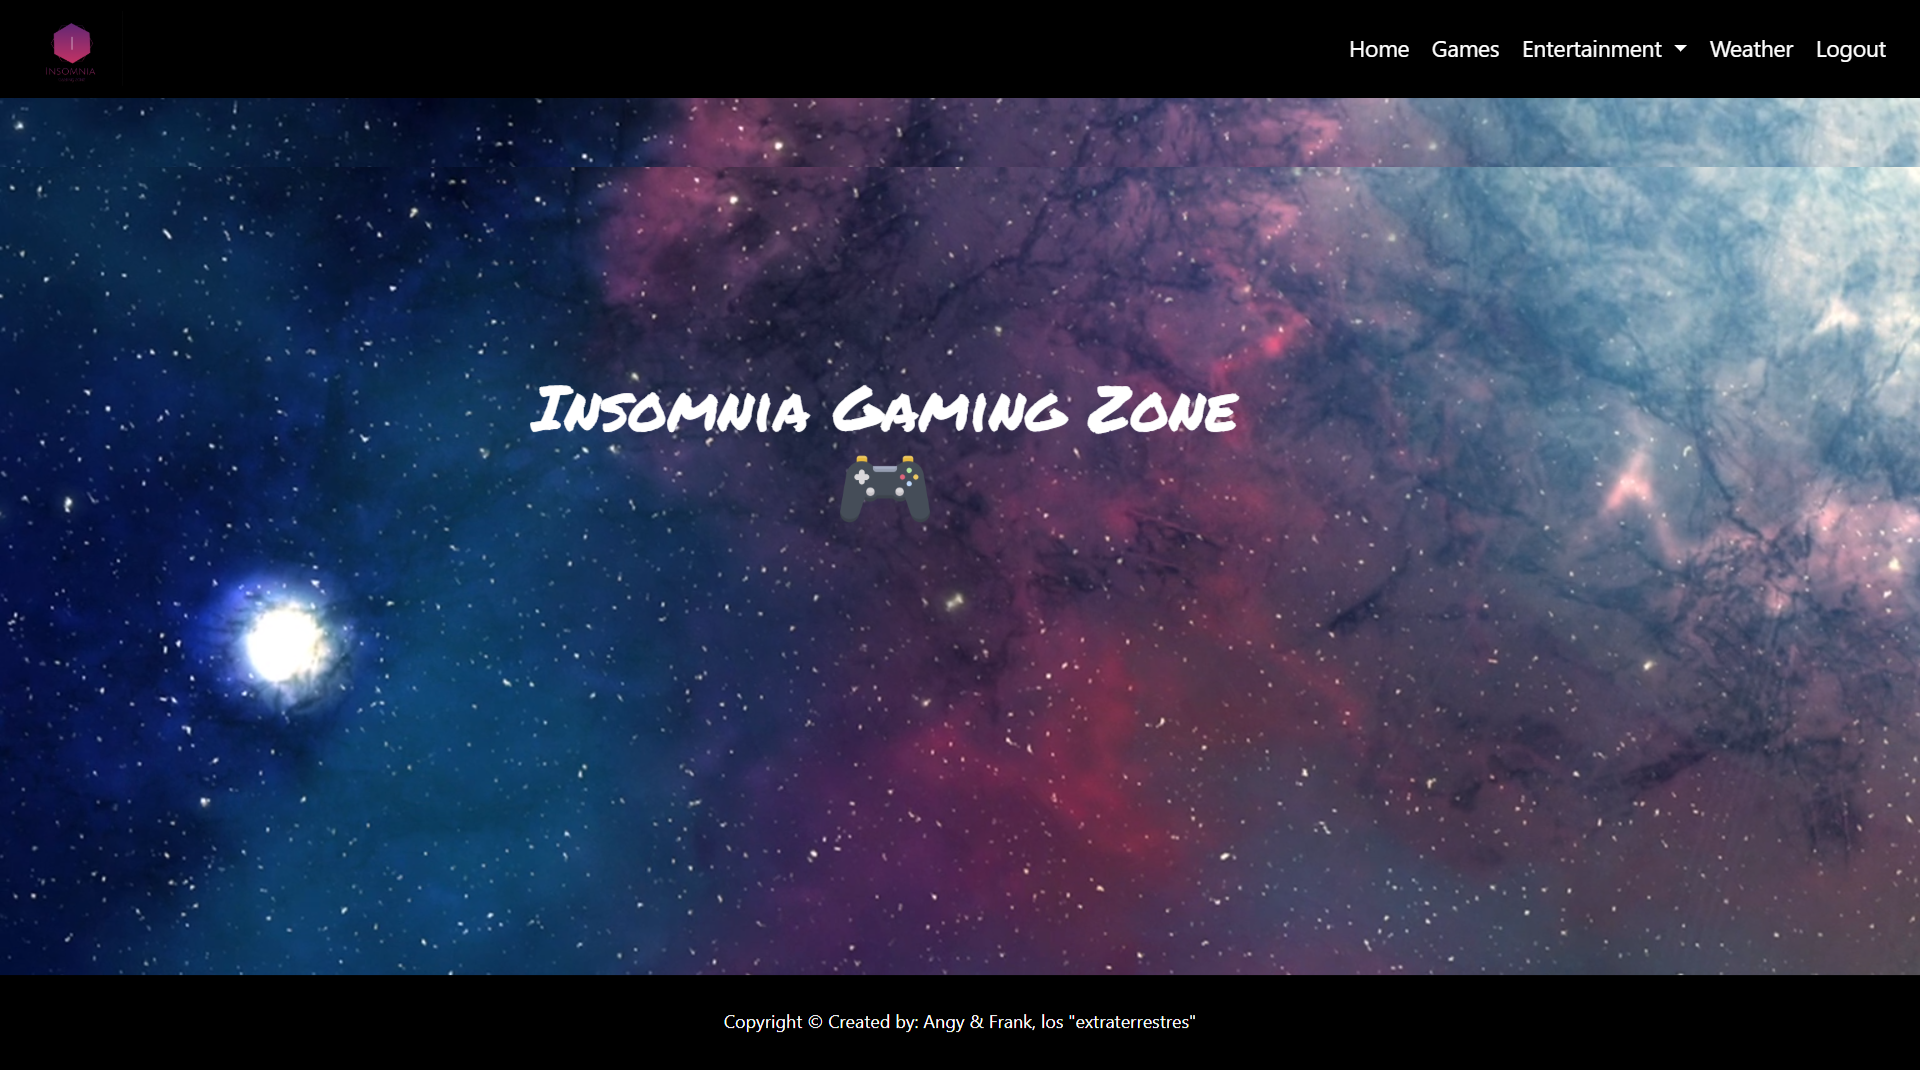 I
INSOMNIA
Home Games Entertainment Weather Logout
Insomnia Gaming Zone
Copyright © Created by: Angy & Frank, los "extraterrestres"